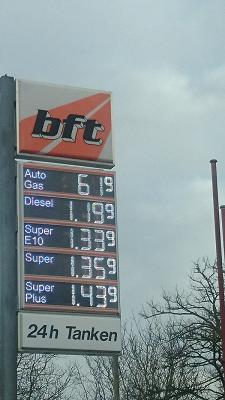 bft
Auto
Gas 61⁹
Diesel 1.19⁹
Super
E10 1.33⁹
Super 1.35⁹
Super
Plus 1.43⁹
24h Tanken